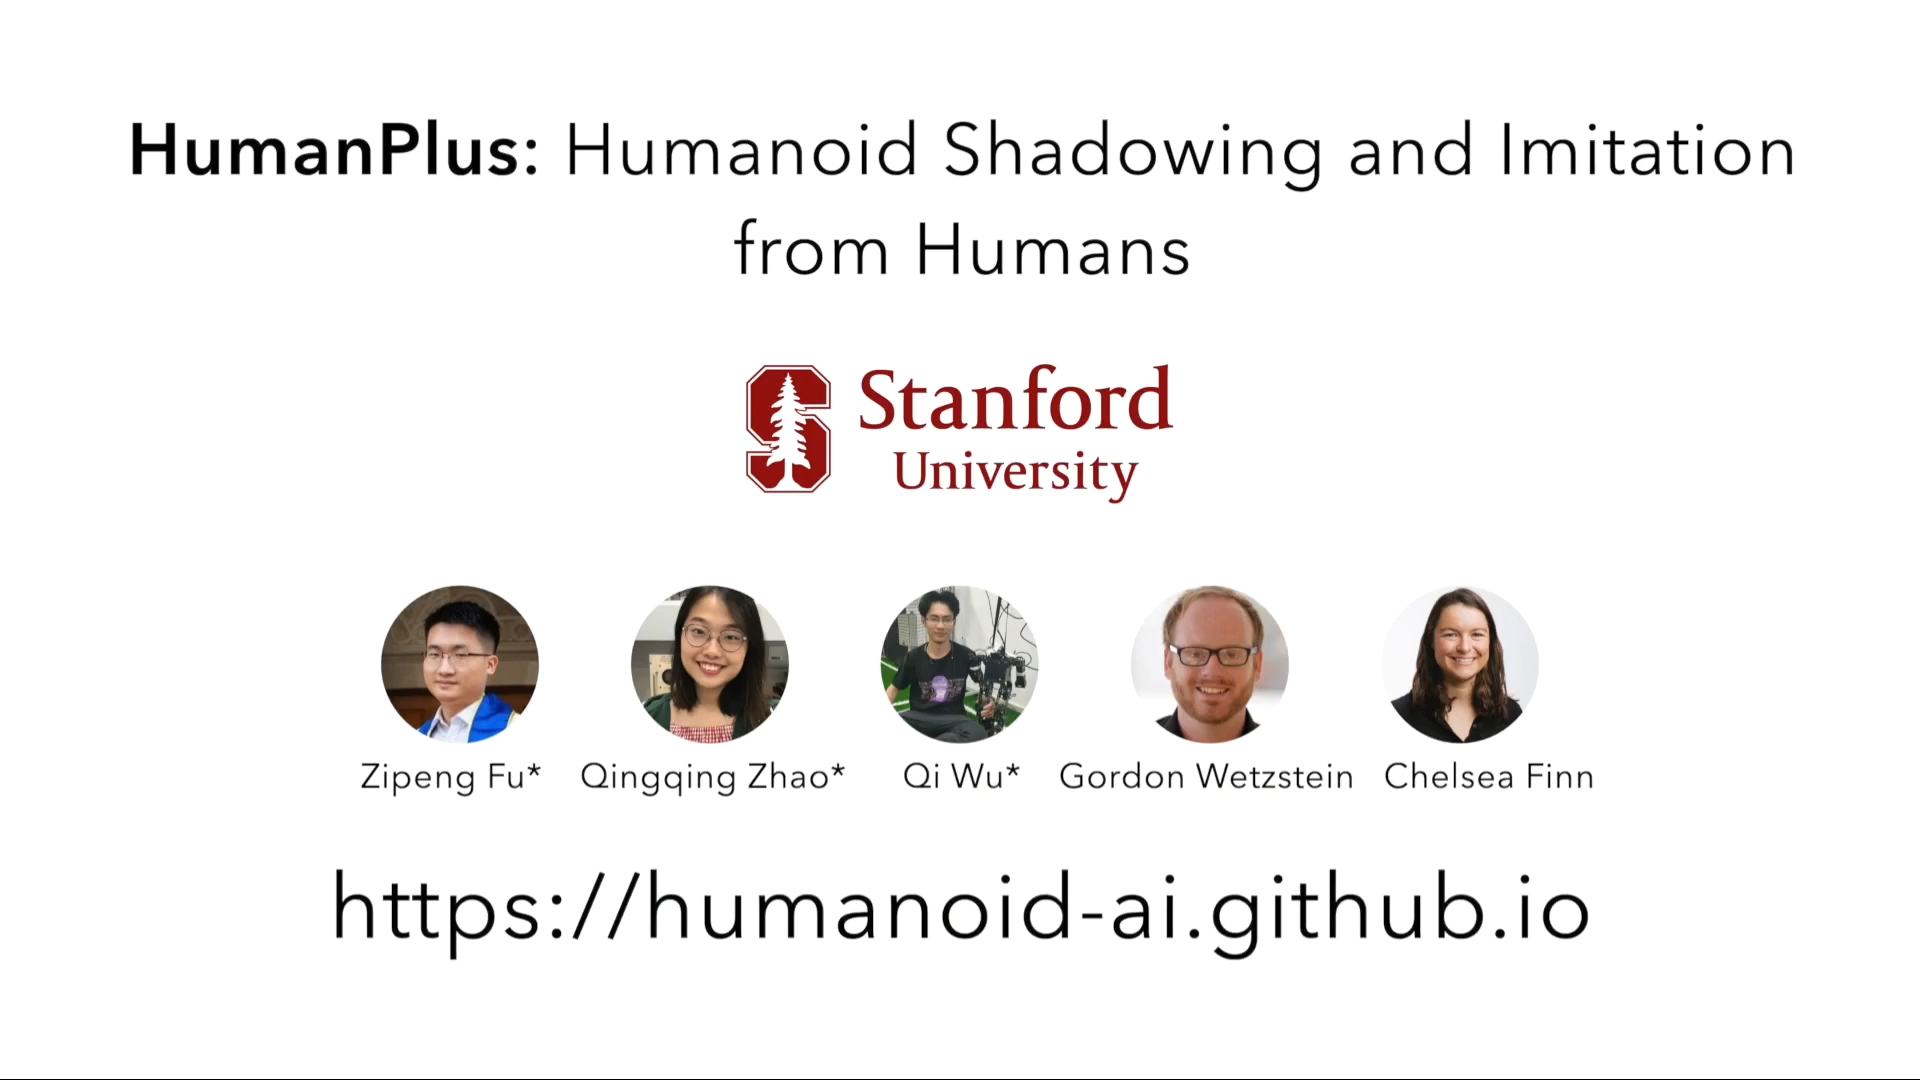 HumanPlus: Humanoid Shadowing and Imitation
from Humans
Stanford
University
Zipeng Fu* Qingqing Zhao* Qi Wu* Gordon Wetzstein Chelsea Finn
https://humanoid-ai.github.io